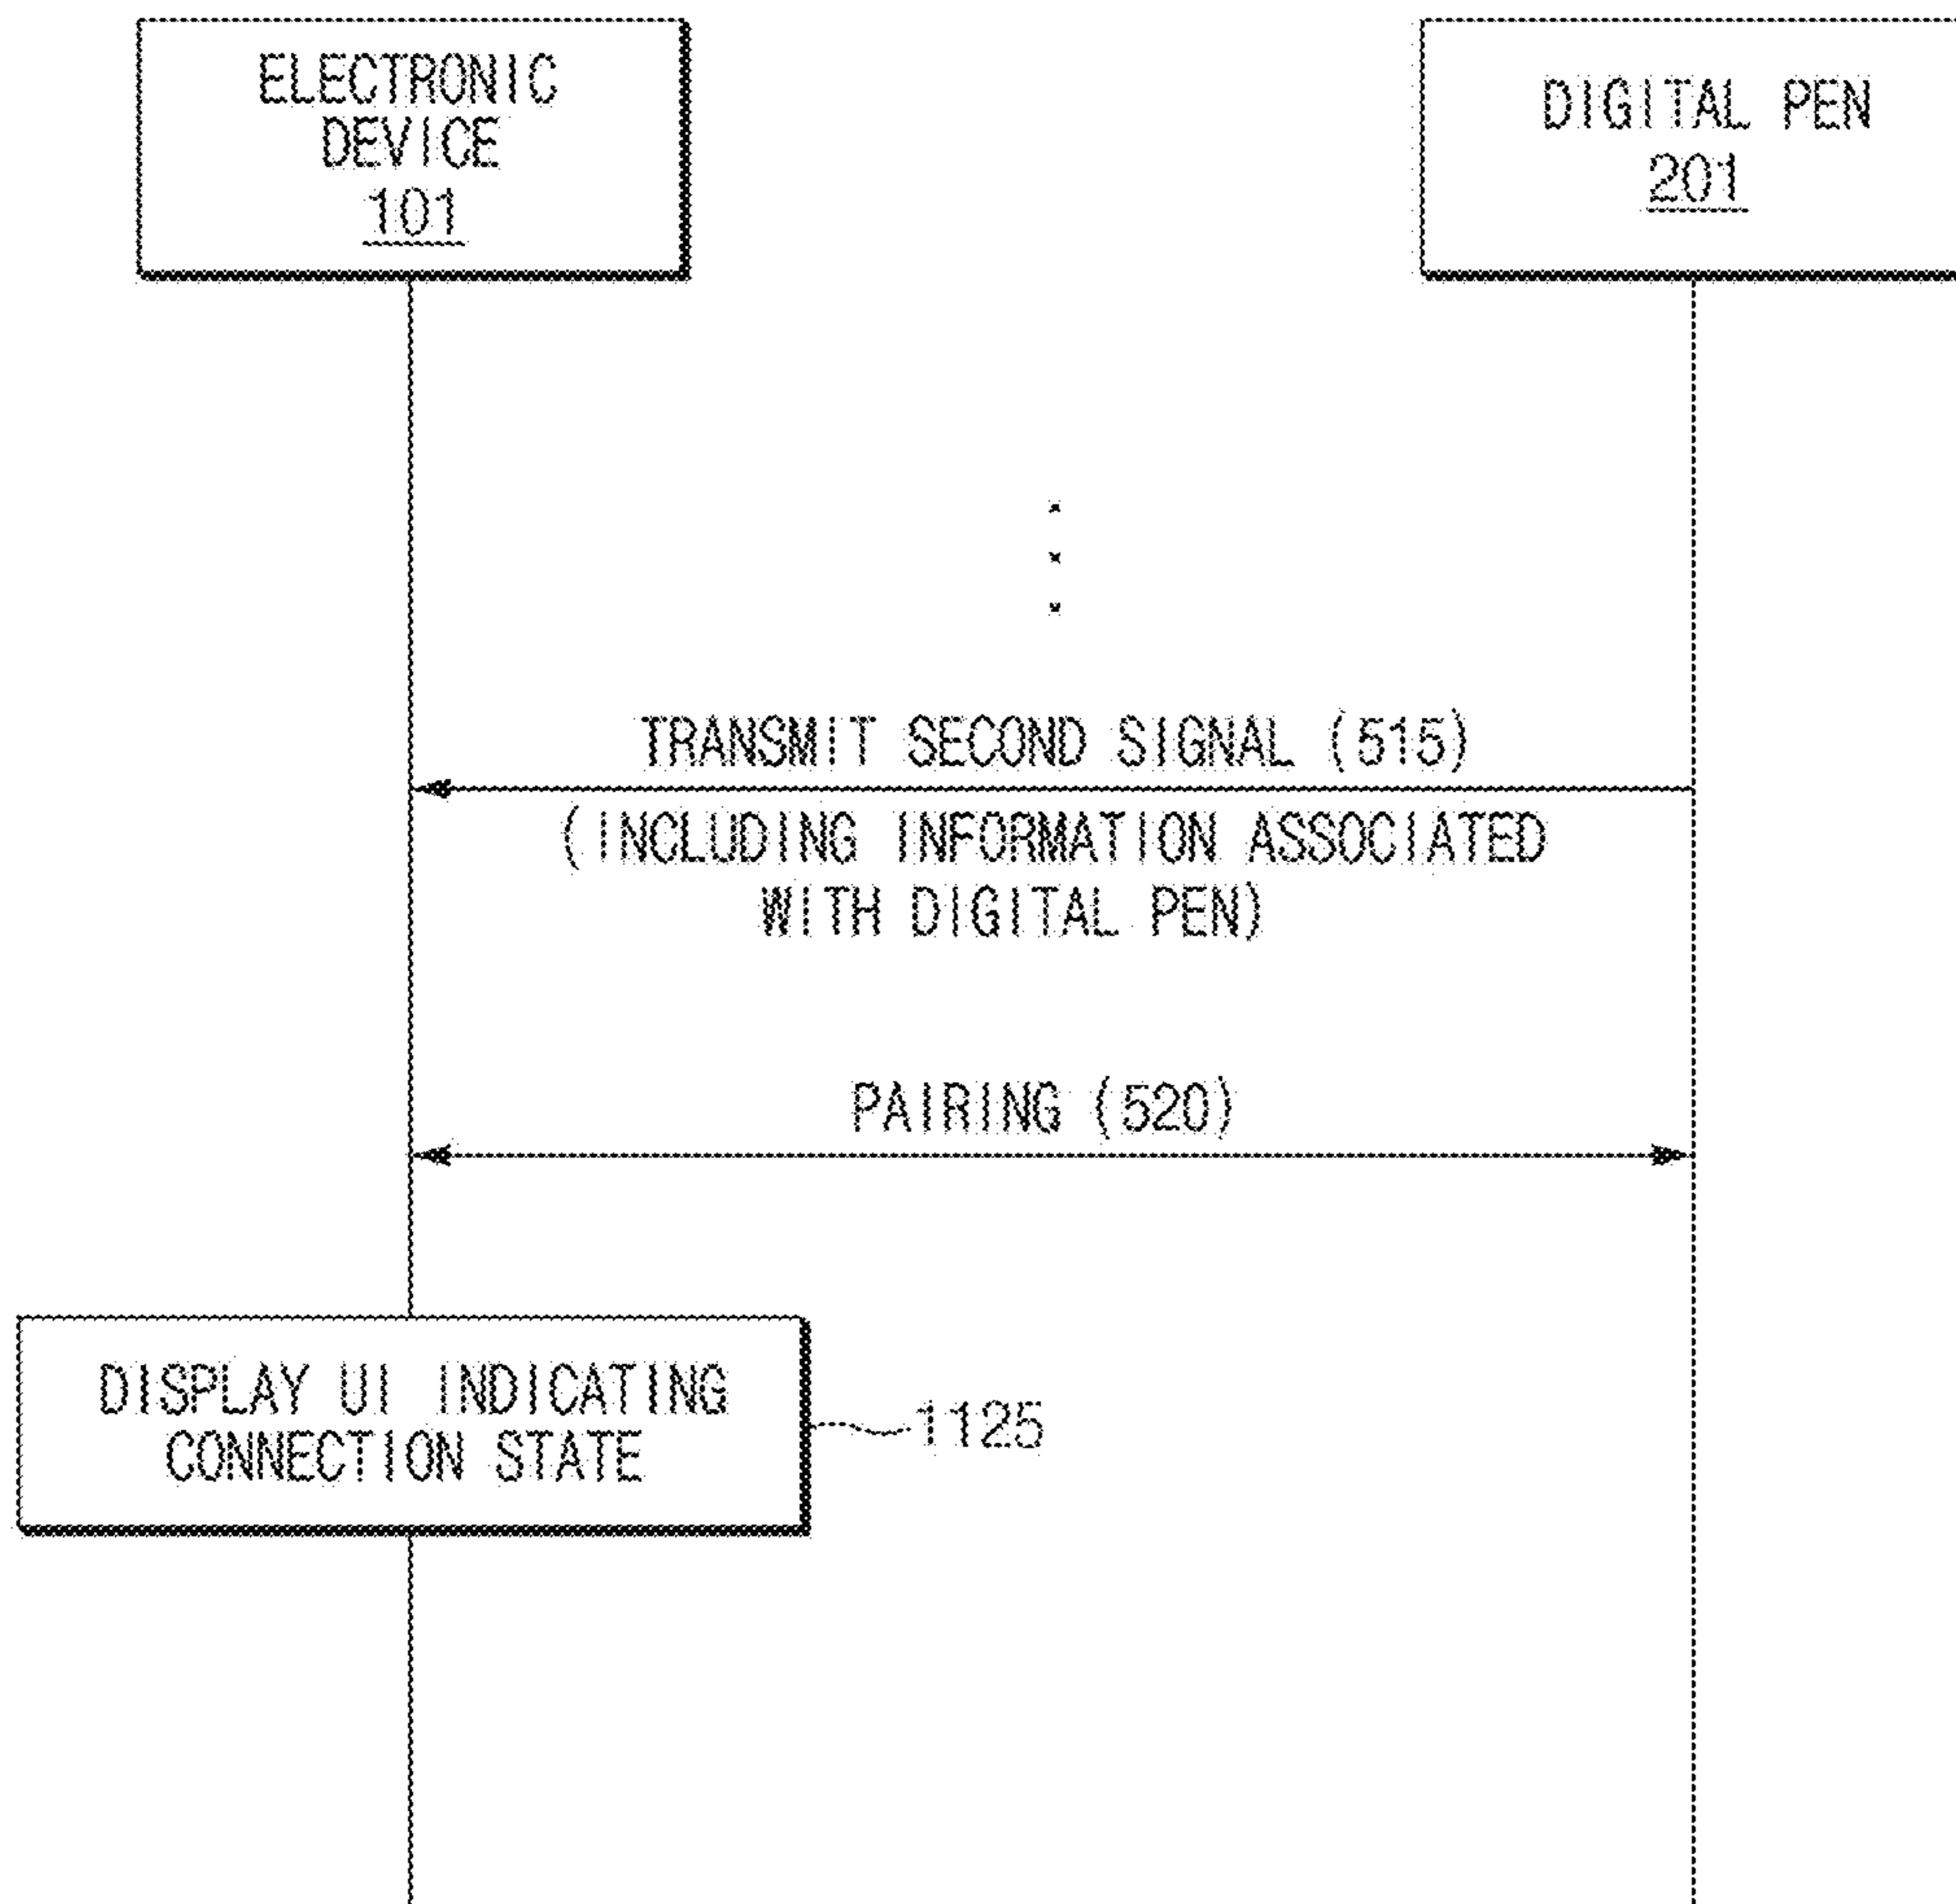 ELECTRONIC
DEVICE
101
DIGITAL PEN
201
TRANSMIT SECOND SIGNAL (515)
(INCLUDING INFORMATION ASSOCIATED
WITH DIGITAL PEN)
PAIRING (520)
DISPLAY UI INDICATING
CONNECTION STATE
1125